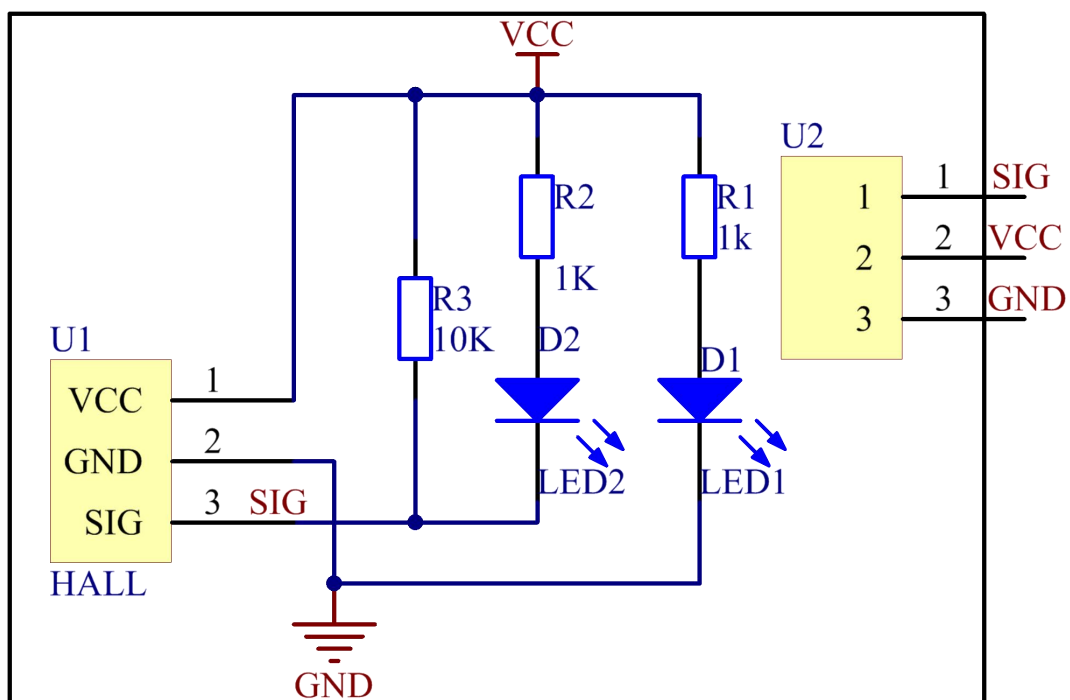 VCC
U2
1 1 SIG
2 VCC
2
3 GND
3
R2
1K
R1
1k
R3
10K
D2
D1
U1
VCC 1
GND 2
SIG 3 SIG
HALL
LED2
LED1
GND